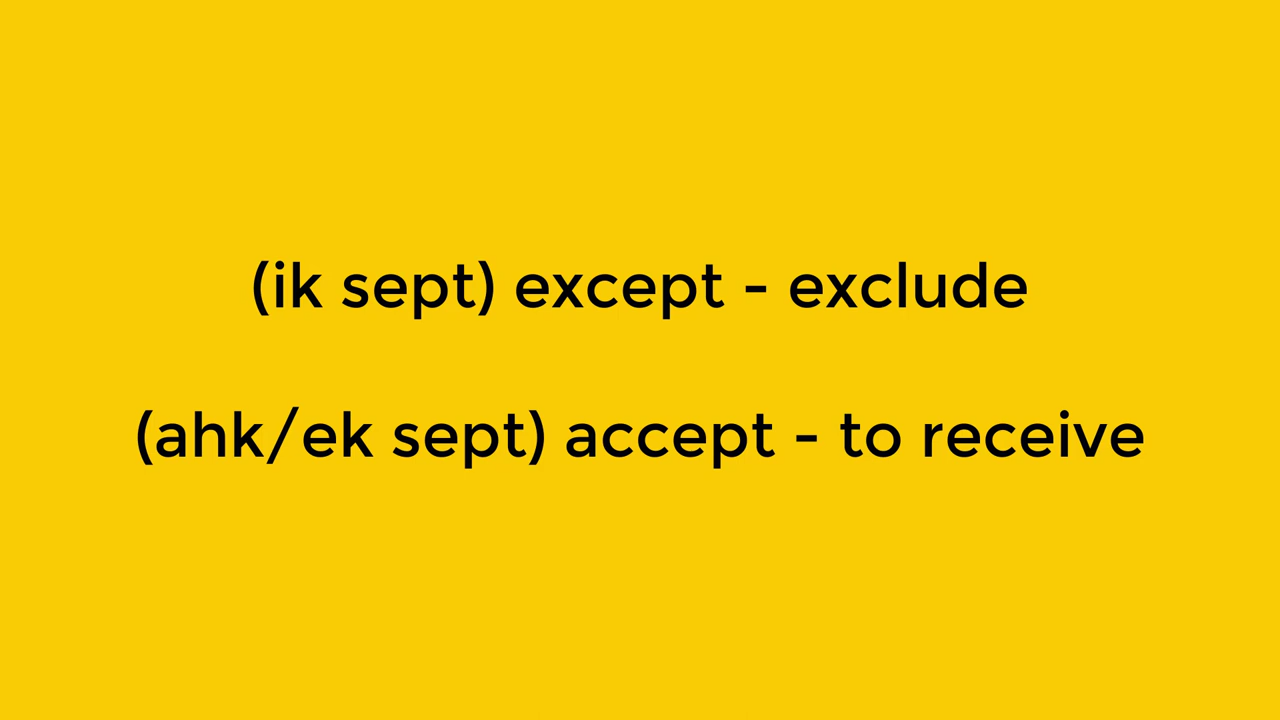 (ik sept) except - exclude
(ahk/ek sept) accept - to receive